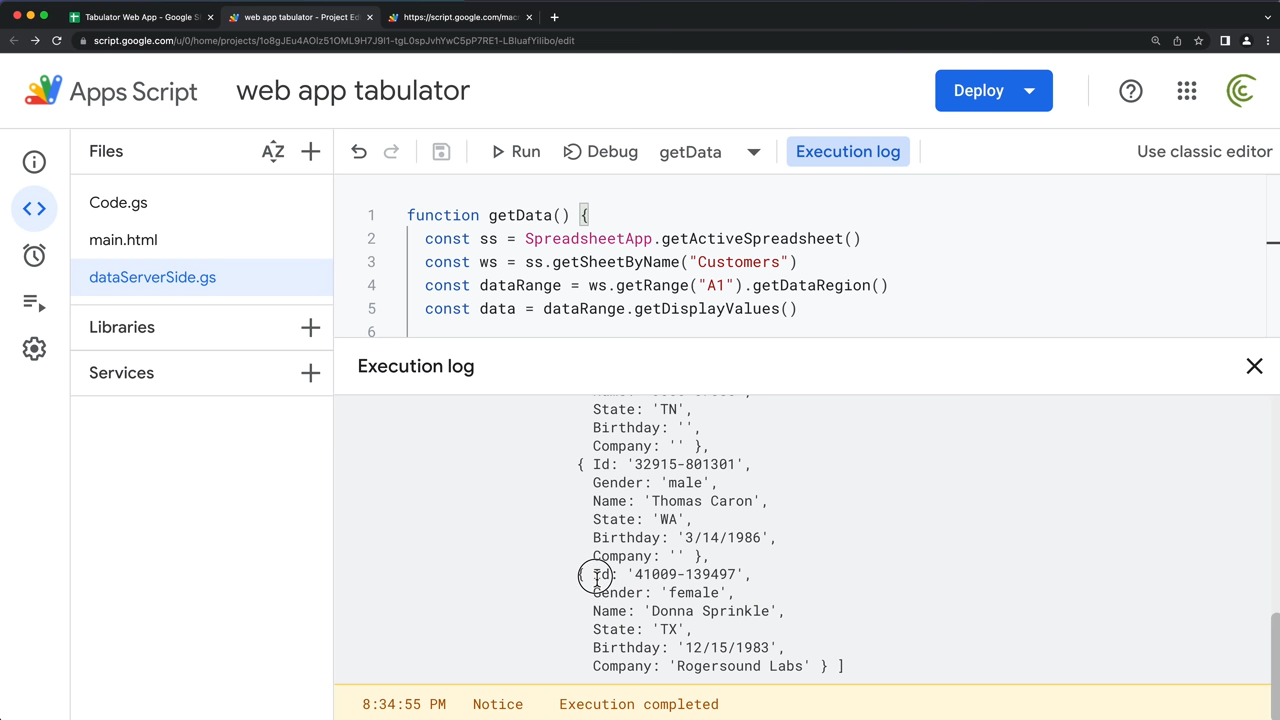 Tabulator Web App - Google S
web app tabulator - Project Ed
https://script.google.com/mac
script.google.com/u/0/home/projects/1o8gJEu4AOlz51OML9H7J9I1-tgL0spJvhYwC5pP7RE1-LBluafYilibo/edit
Apps Script
web app tabulator
Deploy
Files
AZ
Run
Debug
getData
Execution log
Use classic editor
Code.gs
main.html
dataServerSide.gs
Libraries
Services
1 function getData() {
2 const ss = SpreadsheetApp.getActiveSpreadsheet()
3 const ws = ss.getSheetByName("Customers")
4 const dataRange = ws.getRange("A1").getDataRegion()
5 const data = dataRange.getDisplayValues()
6
Execution log
State: 'TN',
Birthday: '',
Company: '' },
{ Id: '32915-801301',
Gender: 'male',
Name: 'Thomas Caron',
State: 'WA',
Birthday: '3/14/1986',
Company: '' },
{ Id: '41009-139497',
Gender: 'female',
Name: 'Donna Sprinkle',
State: 'TX',
Birthday: '12/15/1983',
Company: 'Rogersound Labs' } ]
8:34:55 PM Notice Execution completed